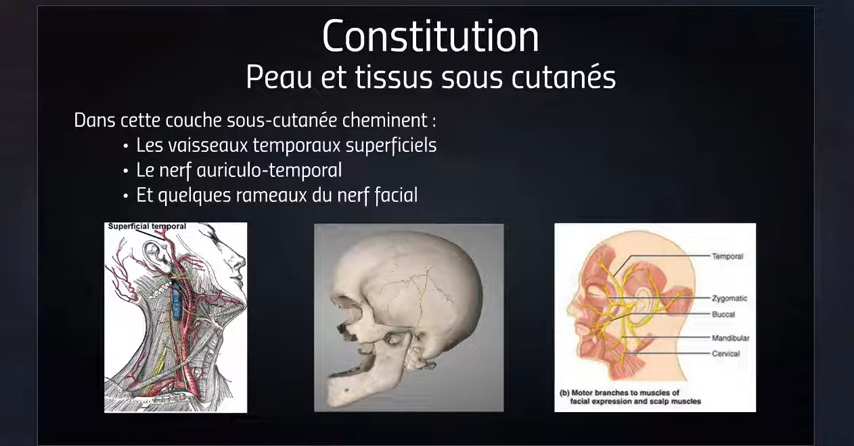 Constitution
Peau et tissus sous cutanés
Dans cette couche sous-cutanée cheminent :
• Les vaisseaux temporaux superficiels
• Le nerf auriculo-temporal
• Et quelques rameaux du nerf facial
Superficial temporal
Temporal
Zygomatic
Buccal
Mandibular
Cervical
(b) Motor branches to muscles of
facial expression and scalp muscles